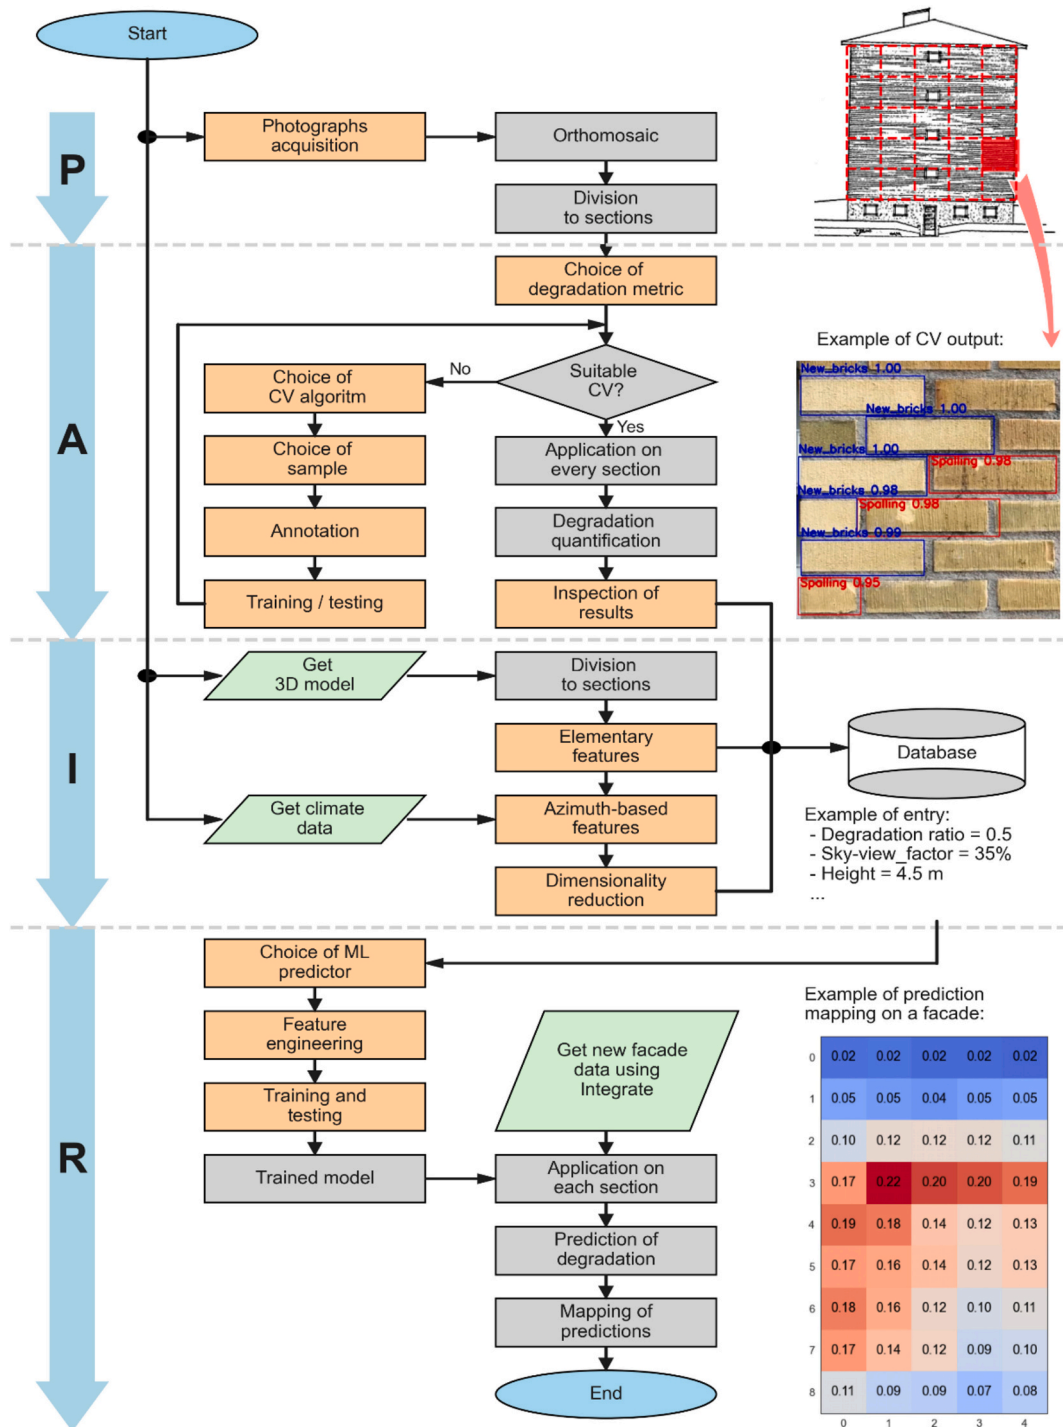 Start
P
Photographs
acquisition
Orthomosaic
Division
to sections
A
Choice of
degradation metric
Suitable
CV?
No
Yes
Choice of
CV algoritm
Choice of
sample
Annotation
Training / testing
Application on
every section
Degradation
quantification
Inspection of
results
Example of CV output:
New_bricks 1.00
New_bricks 1.00
New_bricks 1.00
Spalling 0.98
New_bricks 0.98
Spalling 0.98
New_bricks 0.99
Spalling 0.95
I
Get
3D model
Division
to sections
Elementary
features
Get climate
data
Azimuth-based
features
Dimensionality
reduction
Database
Example of entry:
- Degradation ratio = 0.5
- Sky-view_factor = 35%
- Height = 4.5 m
...
R
Choice of ML
predictor
Feature
engineering
Training and
testing
Trained model
Get new facade
data using
Integrate
Application on
each section
Prediction of
degradation
Mapping of
predictions
End
Example of prediction
mapping on a facade:
0 0.02 0.02 0.02 0.02 0.02
1 0.05 0.05 0.04 0.05 0.05
2 0.10 0.12 0.12 0.12 0.11
3 0.17 0.22 0.20 0.20 0.19
4 0.19 0.18 0.14 0.12 0.13
5 0.17 0.16 0.14 0.12 0.13
6 0.18 0.16 0.12 0.10 0.11
7 0.17 0.14 0.12 0.09 0.10
8 0.11 0.09 0.09 0.07 0.08
0 1 2 3 4